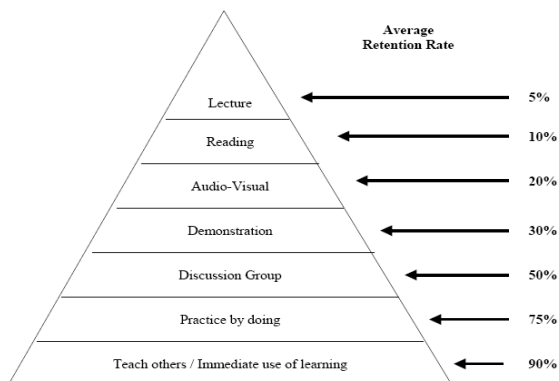 Average
Retention Rate
Lecture 5%
Reading 10%
Audio-Visual 20%
Demonstration 30%
Discussion Group 50%
Practice by doing 75%
Teach others / Immediate use of learning 90%